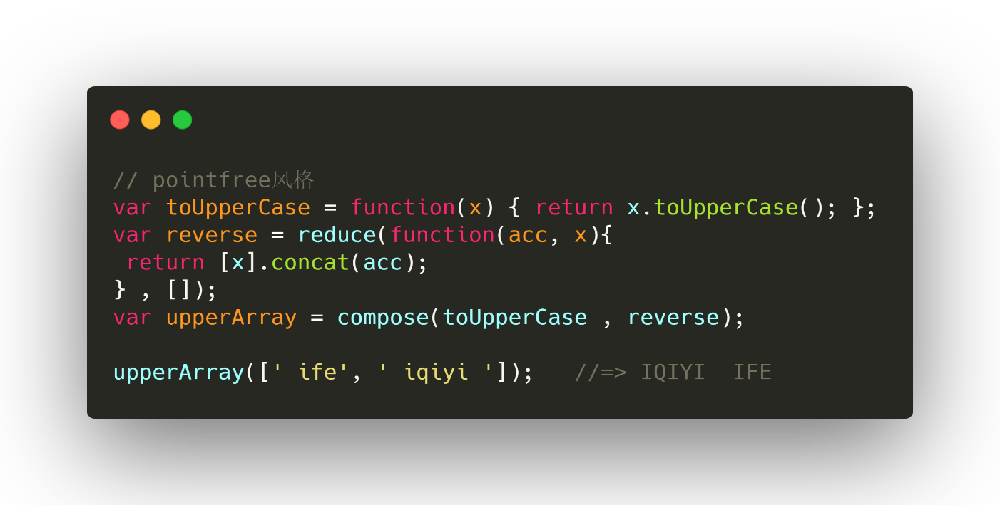 // pointfree风格
var toUpperCase = function(x) { return x.toUpperCase(); };
var reverse = reduce(function(acc, x){
 return [x].concat(acc);
} , []);
var upperArray = compose(toUpperCase , reverse);

upperArray([' ife', ' iqiyi ']);   //=> IQIYI  IFE